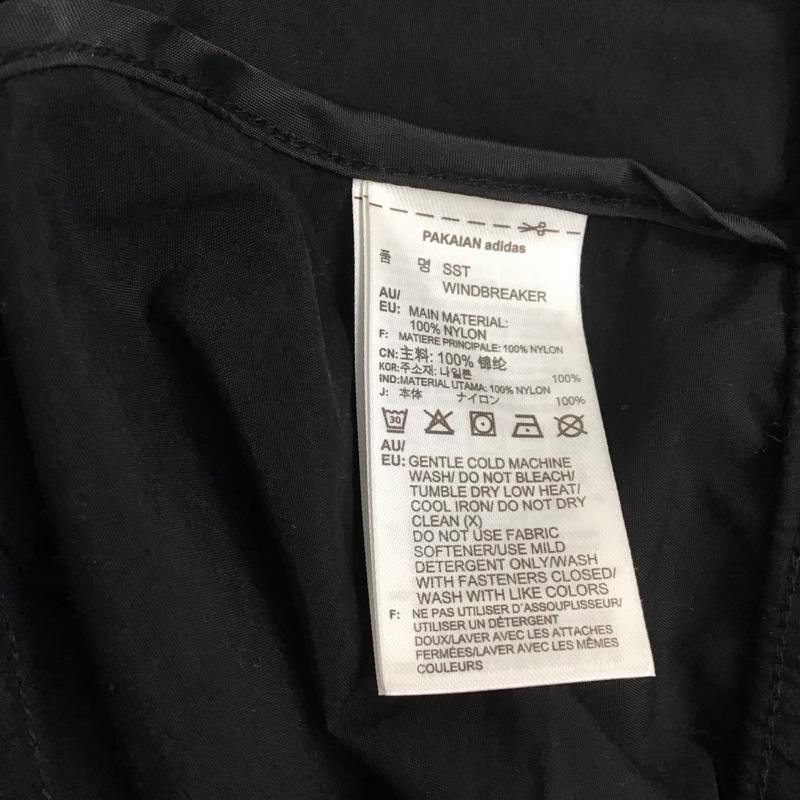 PAKAIAN adidas
품 명 SST
WINDBREAKER
AU/
EU: MAIN MATERIAL:
100% NYLON
F: MATIERE PRINCIPALE: 100% NYLON
CN:主料: 100% 锦纶
KOR:주소재: 나일론 100%
IND:MATERIAL UTAMA: 100% NYLON
J: 本体 ナイロン 100%
30
AU/
EU: GENTLE COLD MACHINE
WASH/ DO NOT BLEACH/
TUMBLE DRY LOW HEAT/
COOL IRON/ DO NOT DRY
CLEAN (X)
DO NOT USE FABRIC
SOFTENER/USE MILD
DETERGENT ONLY/WASH
WITH FASTENERS CLOSED/
WASH WITH LIKE COLORS
F: NE PAS UTILISER D'ASSOUPLISSEUR/
UTILISER UN DÉTERGENT
DOUX/LAVER AVEC LES ATTACHES
FERMÉES/LAVER AVEC LES MÊMES
COULEURS